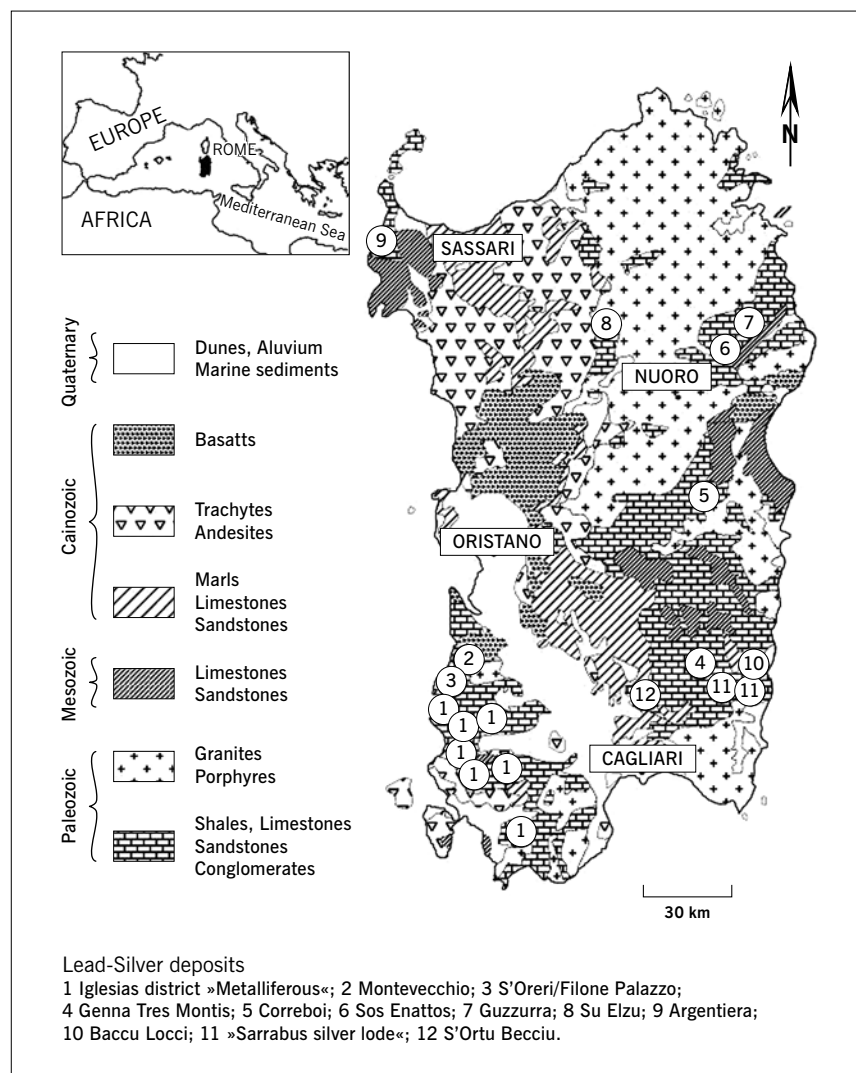 EUROPE
ROME
AFRICA
Mediterranean Sea
N
Quaternary
Dunes, Aluvium
Marine sediments
Cainozoic
Basatts
Trachytes
Andesites
Marls
Limestones
Sandstones
Mesozoic
Limestones
Sandstones
Paleozoic
Granites
Porphyres
Shales, Limestones
Sandstones
Conglomerates
9
SASSARI
8
7
6
NUORO
5
ORISTANO
2
3
4
10
1
1
1
12
11
11
1
1
1
CAGLIARI
1
30 km
Lead-Silver deposits
1 Iglesias district »Metalliferous«; 2 Montevecchio; 3 S'Oreri/Filone Palazzo;
4 Genna Tres Montis; 5 Correboi; 6 Sos Enattos; 7 Guzzurra; 8 Su Elzu; 9 Argentiera;
10 Baccu Locci; 11 »Sarrabus silver lode«; 12 S'Ortu Becciu.